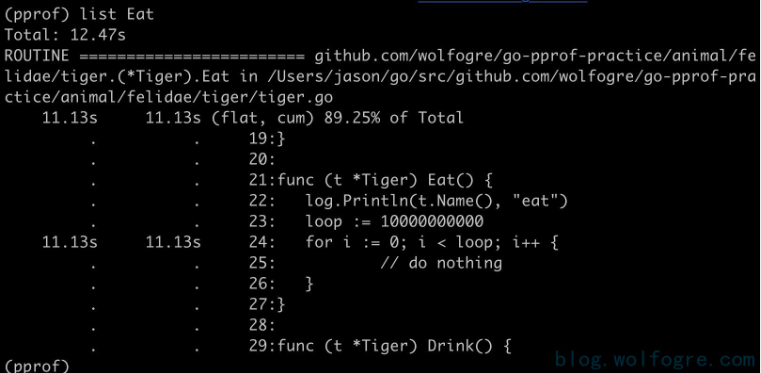 (pprof) list Eat
Total: 12.47s
ROUTINE ======================== github.com/wolfogre/go-pprof-practice/animal/fe
lidae/tiger.(*Tiger).Eat in /Users/jason/go/src/github.com/wolfogre/go-pprof-pra
ctice/animal/felidae/tiger/tiger.go
    11.13s     11.13s (flat, cum) 89.25% of Total
         .          .     19:}
         .          .     20:
         .          .     21:func (t *Tiger) Eat() {
         .          .     22:   log.Println(t.Name(), "eat")
         .          .     23:   loop := 10000000000
    11.13s     11.13s     24:   for i := 0; i < loop; i++ {
         .          .     25:           // do nothing
         .          .     26:   }
         .          .     27:}
         .          .     28:
         .          .     29:func (t *Tiger) Drink() {
(pprof)
blog.wolfogre.com